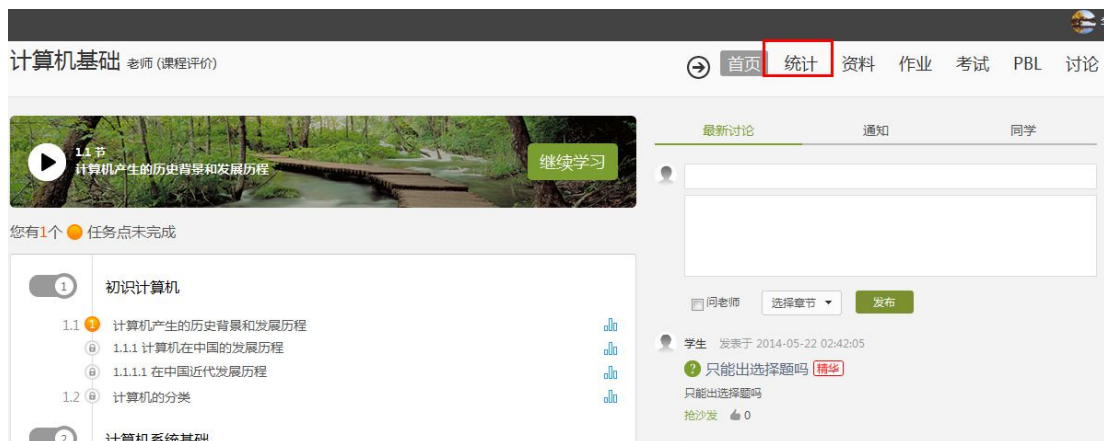 计算机基础 老师 (课程评价)
首页 统计 资料 作业 考试 PBL 讨论
1.1 节
计算机产生的历史背景和发展历程
继续学习
您有1个 任务点未完成
1 初识计算机
1.1 1 计算机产生的历史背景和发展历程
1.1.1 计算机在中国的发展历程
1.1.1.1 在中国近代发展历程
1.2 计算机的分类
2 计算机系统基础
最新讨论 通知 同学
问老师 选择章节 发布
学生 发表于 2014-05-22 02:42:05
? 只能出选择题吗 精华
只能出选择题吗
抢沙发 0